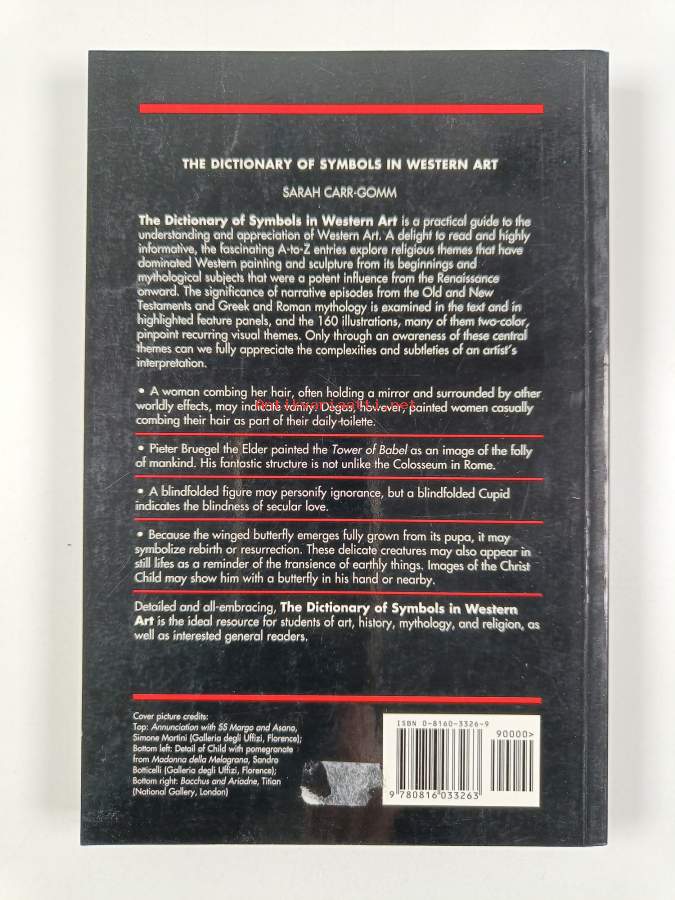 THE DICTIONARY OF SYMBOLS IN WESTERN ART
SARAH CARR-GOMM
The Dictionary of Symbols in Western Art is a practical guide to the
understanding and appreciation of Western Art. A delight to read and highly
informative, the fascinating A-to-Z entries explore religious themes that have
dominated Western painting and sculpture from its beginnings and
mythological subjects that were a potent influence from the Renaissance
onward. The significance of narrative episodes from the Old and New
Testaments and Greek and Roman mythology is examined in the text and in
highlighted feature panels, and the 160 illustrations, many of them two-color,
pinpoint recurring visual themes. Only through an awareness of these central
themes can we fully appreciate the complexities and subtleties of an artist's
interpretation.
• A woman combing her hair, often holding a mirror and surrounded by other
worldly effects, may indicate vanity. Degas, however, painted women casually
combing their hair as part of their daily toilette.
• Pieter Bruegel the Elder painted the Tower of Babel as an image of the folly
of mankind. His fantastic structure is not unlike the Colosseum in Rome.
• A blindfolded figure may personify ignorance, but a blindfolded Cupid
indicates the blindness of secular love.
• Because the winged butterfly emerges fully grown from its pupa, it may
symbolize rebirth or resurrection. These delicate creatures may also appear in
still lifes as a reminder of the transience of earthly things. Images of the Christ
Child may show him with a butterfly in his hand or nearby.
Detailed and all-embracing, The Dictionary of Symbols in Western
Art is the ideal resource for students of art, history, mythology, and religion, as
well as interested general readers.
Cover picture credits:
Top: Annunciation with SS Margo and Asano,
Simone Martini (Galleria degli Uffizi, Florence);
Bottom left: Detail of Child with pomegranate
from Madonna della Melagrana, Sandro
Botticelli (Galleria degli Uffizi, Florence);
Bottom right: Bacchus and Ariadne, Titian
(National Gallery, London)
ISBN 0-8160-3326-9
90000>
9 780816 033263